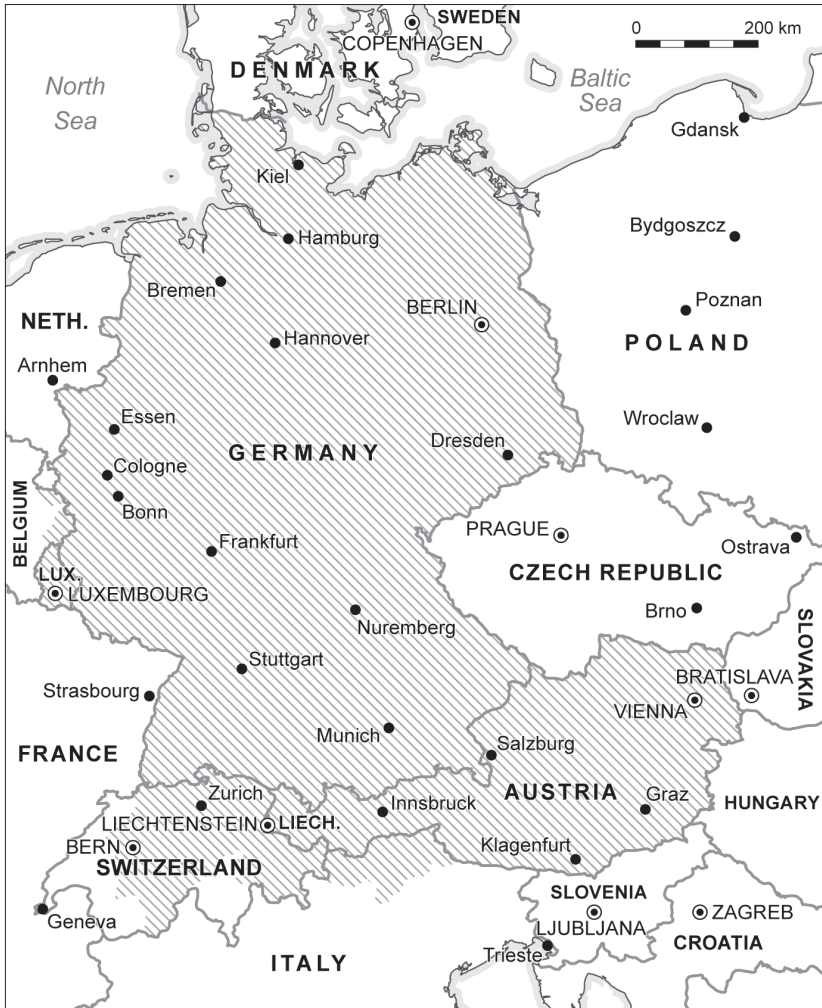 SWEDEN
0 200 km
COPENHAGEN
DENMARK
North
Sea
Baltic
Sea
Gdansk
Kiel
Bydgoszcz
Hamburg
Bremen
BERLIN
Poznan
NETH.
Hannover
POLAND
Arnhem
Essen
Wroclaw
GERMANY
Dresden
Cologne
Bonn
BELGIUM
PRAGUE
Frankfurt
Ostrava
LUX.
CZECH REPUBLIC
LUXEMBOURG
Brno
Nuremberg
SLOVAKIA
Stuttgart
BRATISLAVA
Strasbourg
VIENNA
Munich
Salzburg
FRANCE
Zurich
AUSTRIA
Graz
Innsbruck
HUNGARY
LIECHTENSTEIN
LIECH.
BERN
Klagenfurt
SWITZERLAND
SLOVENIA
Geneva
ZAGREB
LJUBLJANA
CROATIA
Trieste
ITALY